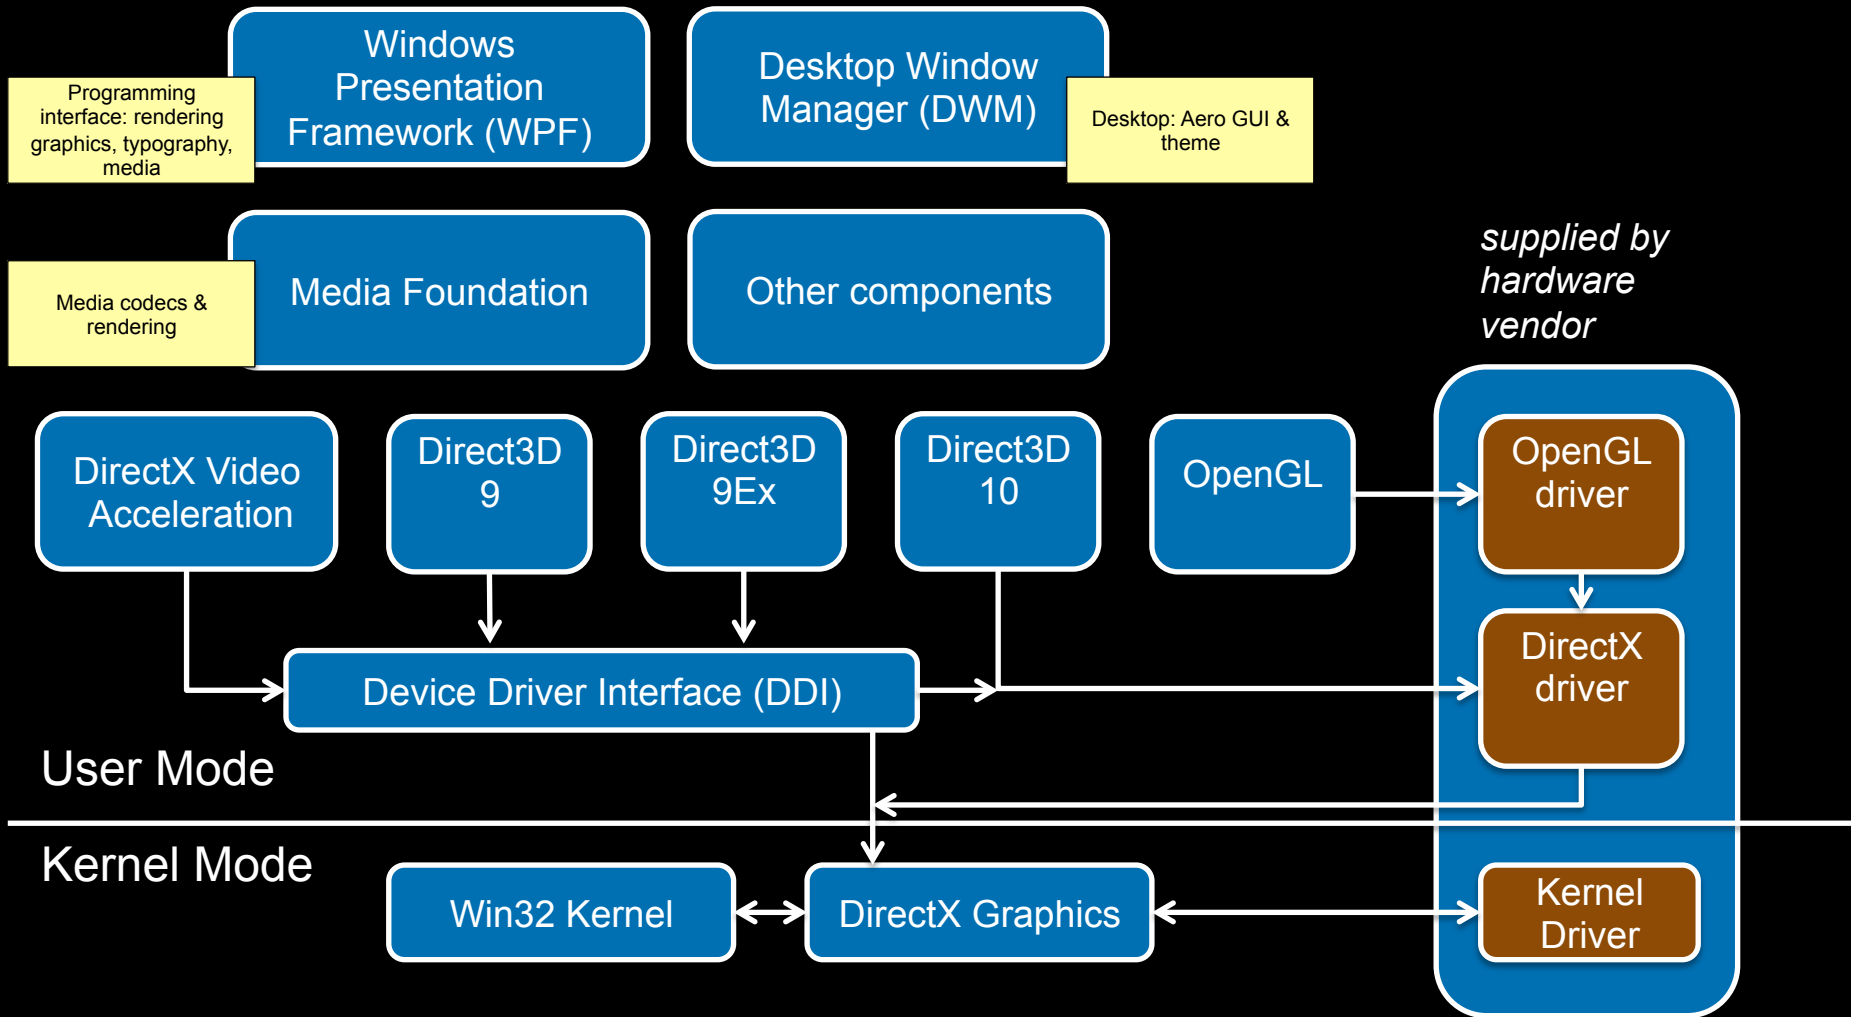 Windows
Presentation
Framework (WPF)
Desktop Window
Manager (DWM)
Programming
interface: rendering
graphics, typography,
media
Desktop: Aero GUI &
theme
Media Foundation
Other components
Media codecs &
rendering
supplied by
hardware
vendor
DirectX Video
Acceleration
Direct3D
9
Direct3D
9Ex
Direct3D
10
OpenGL
OpenGL
driver
Device Driver Interface (DDI)
DirectX
driver
User Mode
Kernel Mode
Win32 Kernel
DirectX Graphics
Kernel
Driver